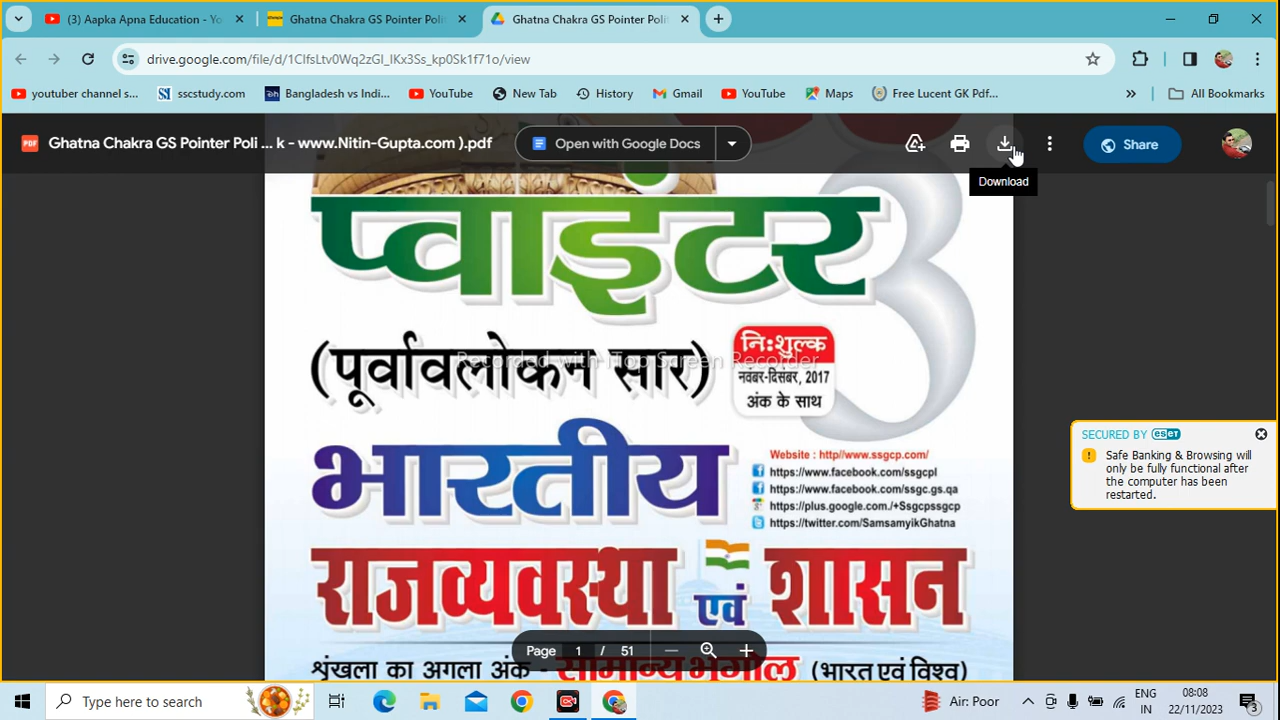 (3) Aapka Apna Education - Yo
Ghatna Chakra GS Pointer Poli
Ghatna Chakra GS Pointer Poli
drive.google.com/file/d/1CIfsLtv0Wq2zGI_IKx3Ss_kp0Sk1f71o/view
youtuber channel s...
sscstudy.com
Bangladesh vs Indi...
YouTube
New Tab
History
Gmail
YouTube
Maps
Free Lucent GK Pdf...
All Bookmarks
PDF
Ghatna Chakra GS Pointer Poli ... k - www.Nitin-Gupta.com ).pdf
Open with Google Docs
Share
Download
प्वाइंटर 3
(पूर्वावलोकन सार)
निःशुल्क
नवंबर-दिसंबर, 2017
अंक के साथ
Recorded with iTop Screen Recorder
भारतीय
Website : http//www.ssgcp.com/
https://www.facebook.com/ssgcpl
https://www.facebook.com/ssgc.gs.qa
https://plus.google.com./+Ssgcpssgcp
https://twitter.com/SamsamyikGhatna
SECURED BY eset
Safe Banking & Browsing will
only be fully functional after
the computer has been
restarted.
राजव्यवस्था एवं शासन
Page 1 / 51
श्रृंखला का अगला अंक - सामान्य भूगोल (भारत एवं विश्व)
Type here to search
Air: Poor
ENG
IN
08:08
22/11/2023
3